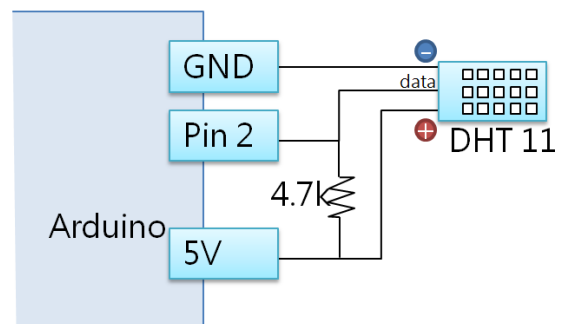 GND
–
data
Pin 2
+
DHT 11
4.7k
Arduino
5V